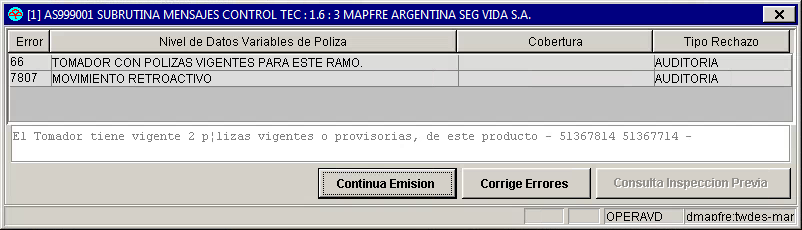 [1] AS999001 SUBRUTINA MENSAJES CONTROL TEC : 1.6 : 3 MAPFRE ARGENTINA SEG VIDA S.A.
Error Nivel de Datos Variables de Poliza Cobertura Tipo Rechazo
66 TOMADOR CON POLIZAS VIGENTES PARA ESTE RAMO. AUDITORIA
7807 MOVIMIENTO RETROACTIVO AUDITORIA
El Tomador tiene vigente 2 p¦lizas vigentes o provisorias, de este producto - 51367814 51367714 -
Continua Emision Corrige Errores Consulta Inspeccion Previa
OPERAVD dmapfre:twdes-mar